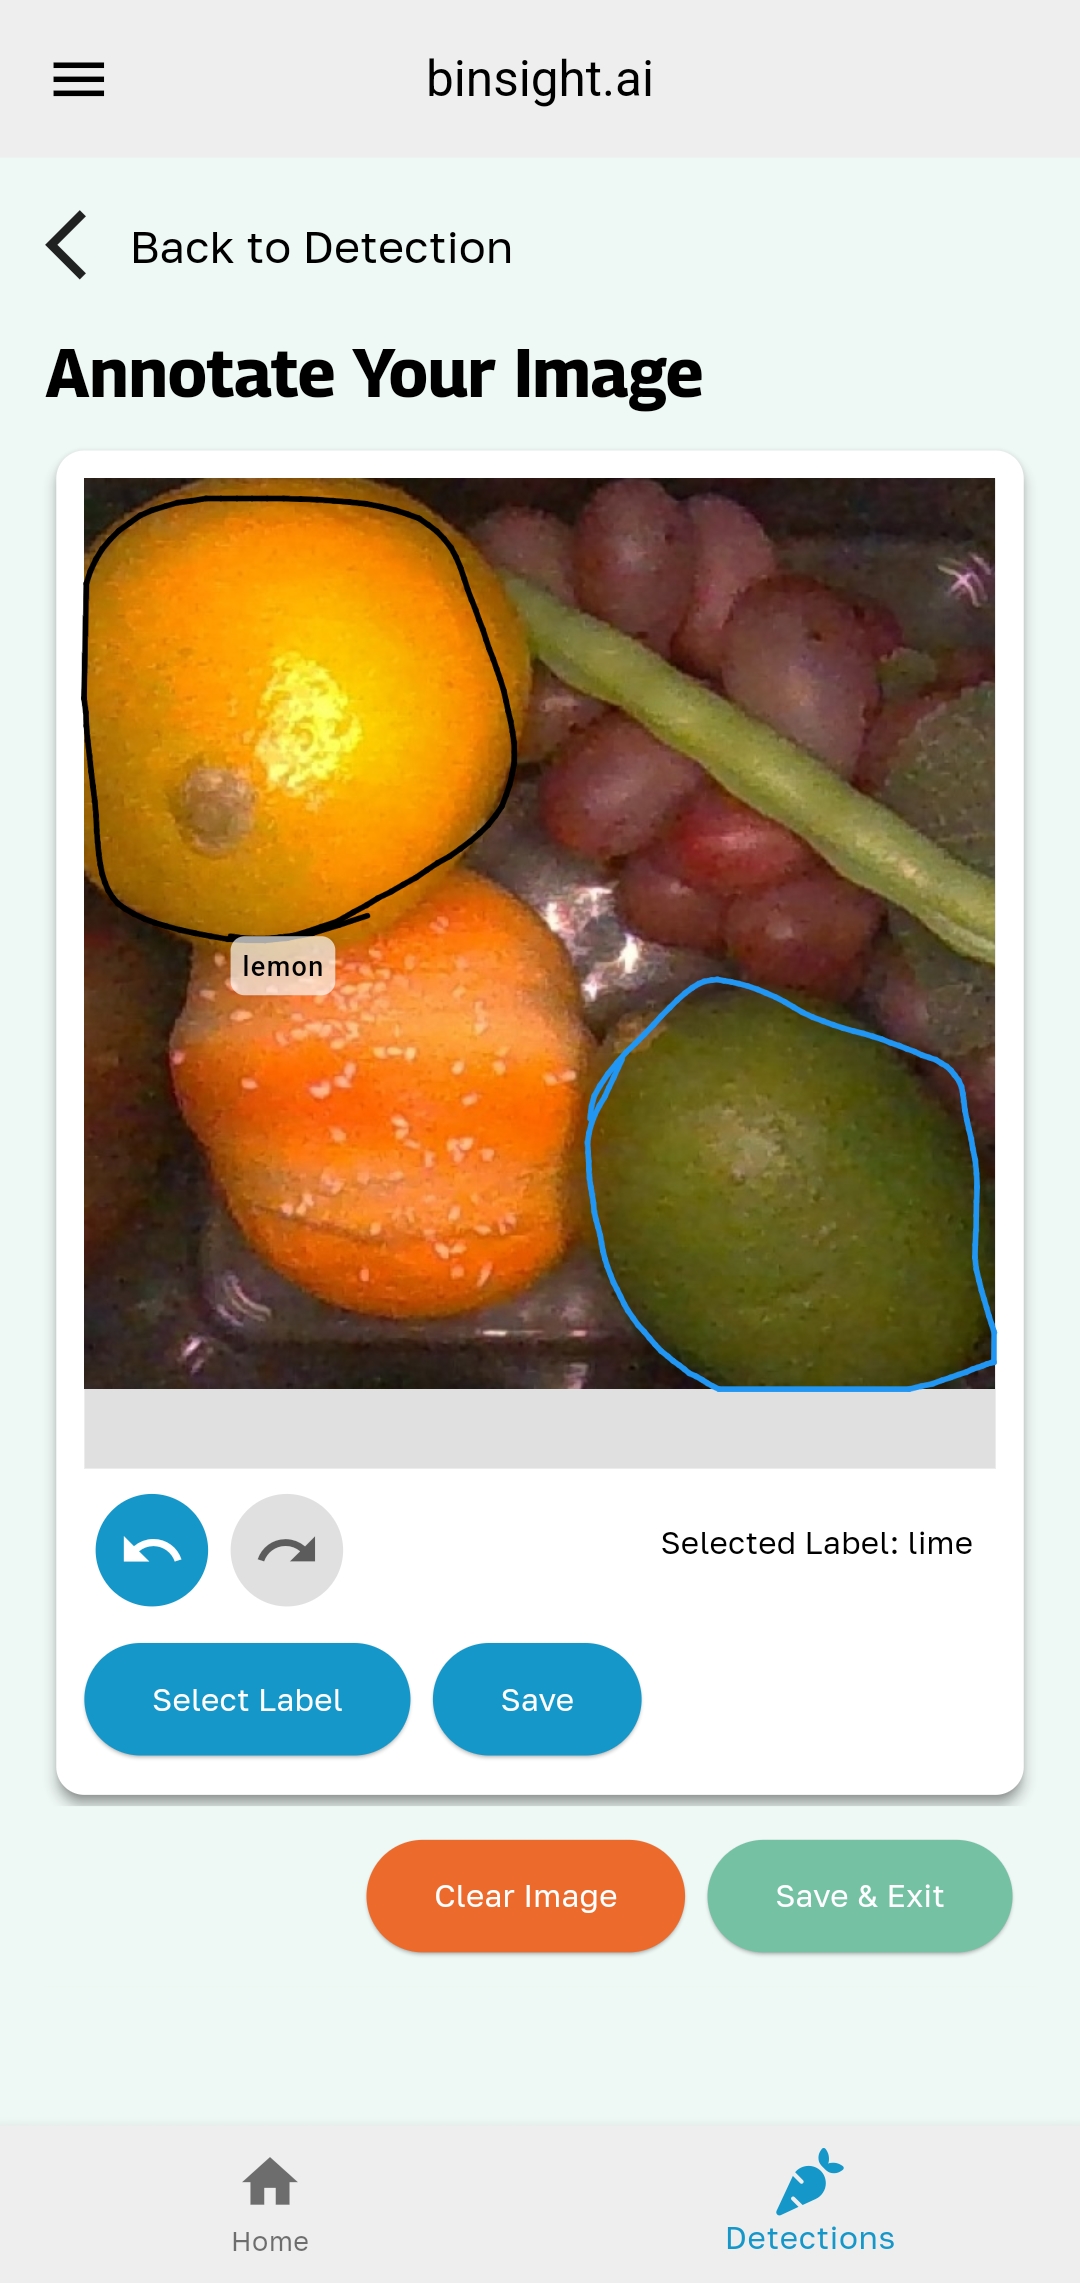 binsight.ai
Back to Detection
Annotate Your Image
lemon
Selected Label: lime
Select Label
Save
Clear Image
Save & Exit
Home
Detections